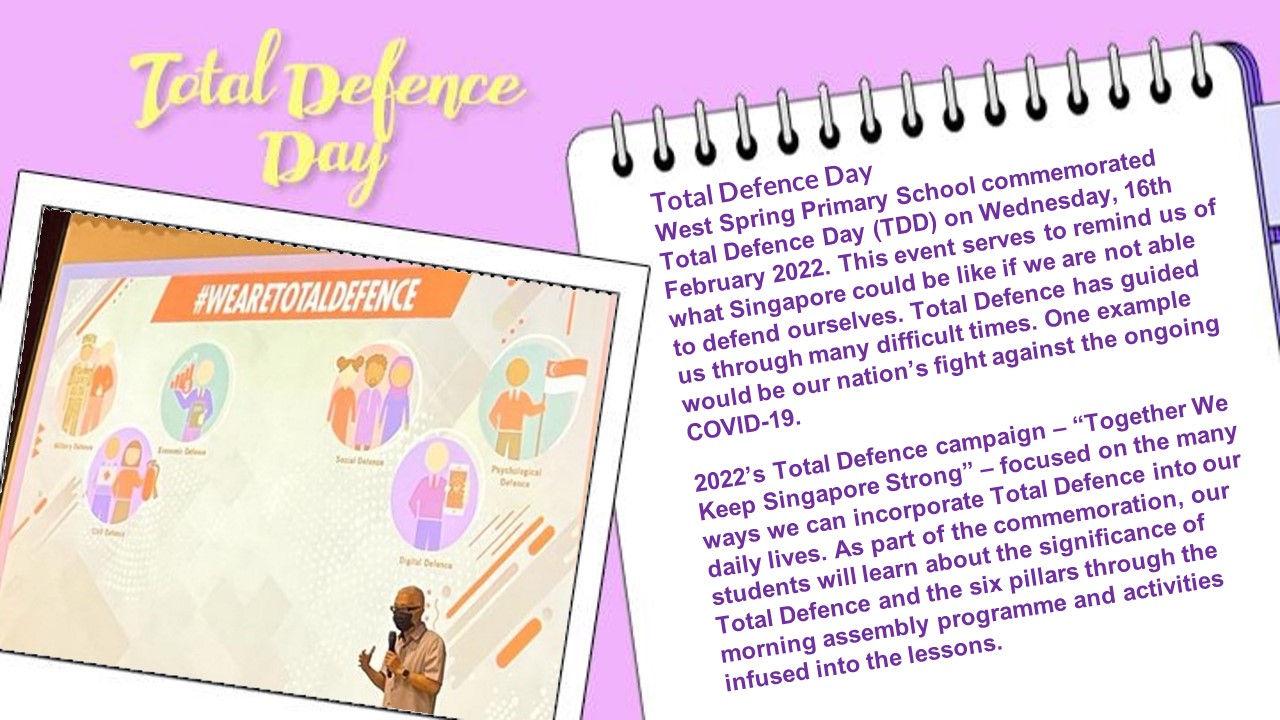 Total Defence
Day
#WEARETOTALDEFENCE
Military Defence
Economic Defence
Civil Defence
Social Defence
Psychological
Defence
Digital Defence
Total Defence Day
West Spring Primary School commemorated
Total Defence Day (TDD) on Wednesday, 16th
February 2022. This event serves to remind us of
what Singapore could be like if we are not able
to defend ourselves. Total Defence has guided
us through many difficult times. One example
would be our nation’s fight against the ongoing
COVID-19.
2022’s Total Defence campaign – “Together We
Keep Singapore Strong” – focused on the many
ways we can incorporate Total Defence into our
daily lives. As part of the commemoration, our
students will learn about the significance of
Total Defence and the six pillars through the
morning assembly programme and activities
infused into the lessons.